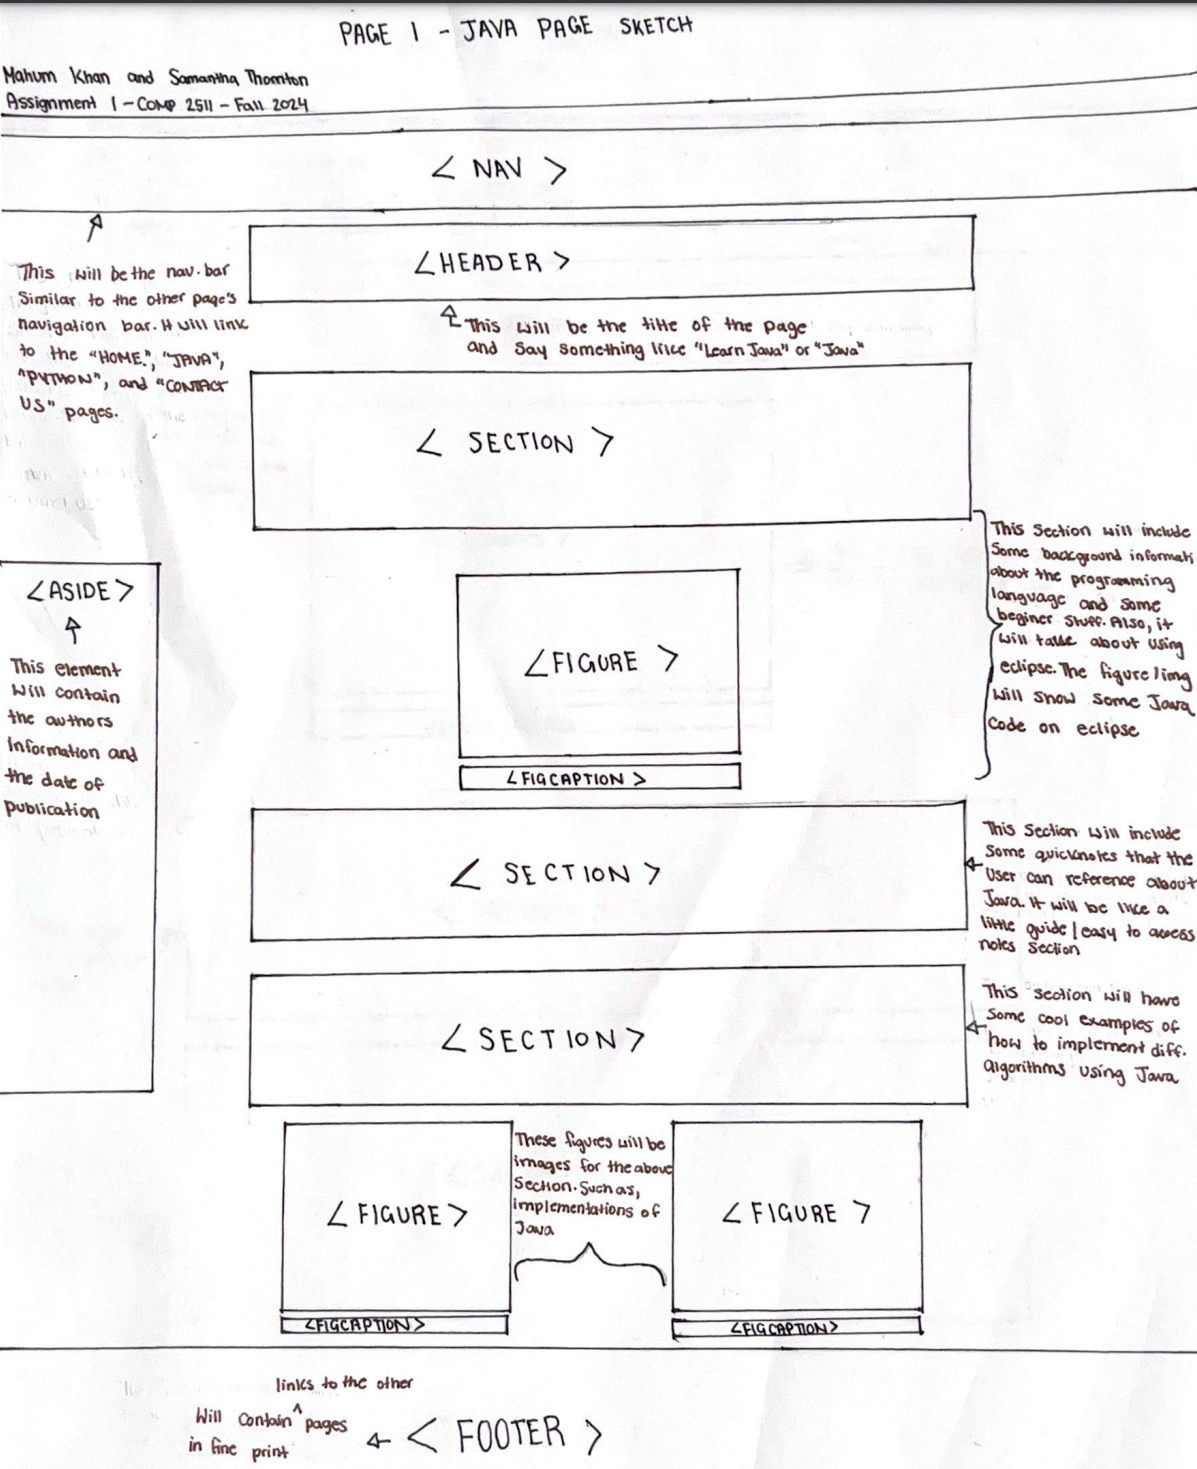 PAGE 1 - JAVA PAGE SKETCH
Mahum Khan and Samantha Thornton
Assignment 1 - COMP 2511 - Fall 2024
< NAV >
This will be the nav. bar
Similar to the other page's
navigation bar. It will link
to the "HOME", "JAVA",
"PYTHON", and "CONTACT
US" pages.
<HEADER>
This will be the title of the page
and say something like "Learn Java" or "Java"
< SECTION >
This section will include
Some background informati
about the programming
language and some
beginer stuff. Also, it
will talk about using
eclipse. The figure/img
will show some Java
code on eclipse
<ASIDE>
This element
will contain
the authors
information and
the date of
publication
<FIGURE >
<FIGCAPTION >
< SECTION >
This section will include
some quicknotes that the
user can reference about
Java. It will be like a
little guide/easy to access
notes section
< SECTION >
This section will have
some cool examples of
how to implement diff.
algorithms using Java
< FIGURE >
<FIGCAPTION>
These figures will be
images for the above
Section. Such as,
implementations of
Java
< FIGURE >
<FIGCAPTION>
links to the other
Will contain ^ pages
in fine print
< FOOTER >